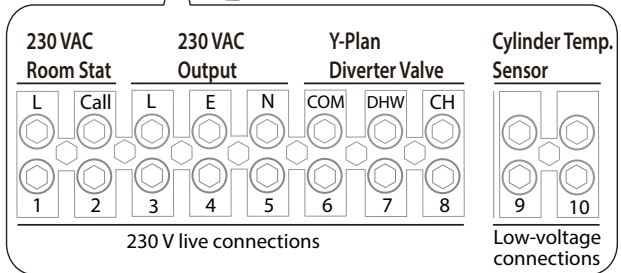 230 VAC 230 VAC Y-Plan Cylinder Temp.
Room Stat Output Diverter Valve Sensor
L Call L E N COM DHW CH
1 2 3 4 5 6 7 8 9 10
230 V live connections
Low-voltage
connections